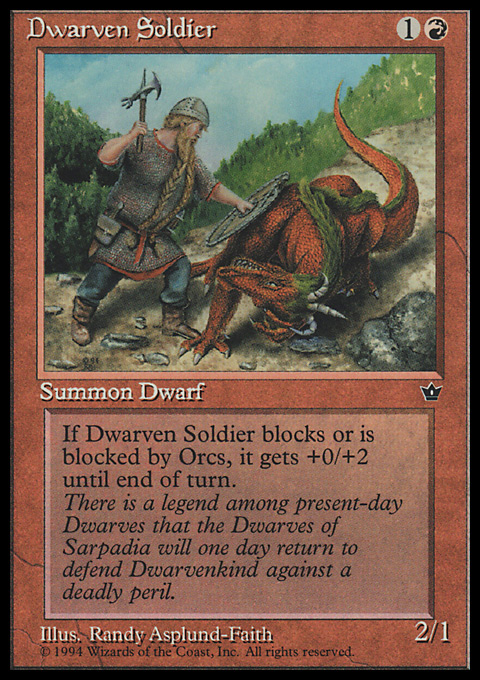 Dwarven Soldier 1
Summon Dwarf
If Dwarven Soldier blocks or is
blocked by Orcs, it gets +0/+2
until end of turn.
There is a legend among present-day
Dwarves that the Dwarves of
Sarpadia will one day return to
defend Dwarvenkind against a
deadly peril.
Illus. Randy Asplund-Faith 2/1
© 1994 Wizards of the Coast, Inc. All rights reserved.